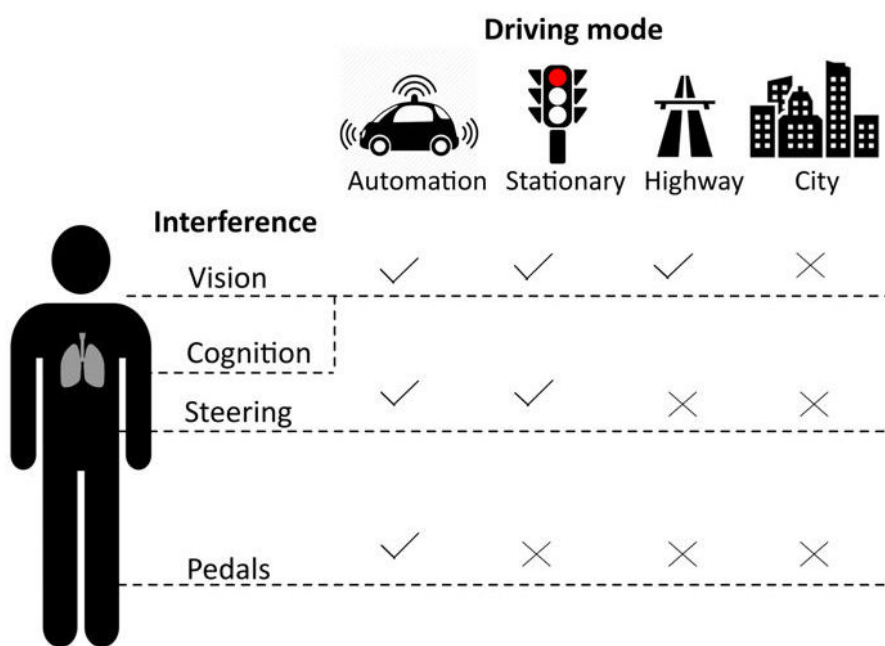 Driving mode
Automation Stationary Highway City
Interference
Vision
Cognition
Steering
Pedals